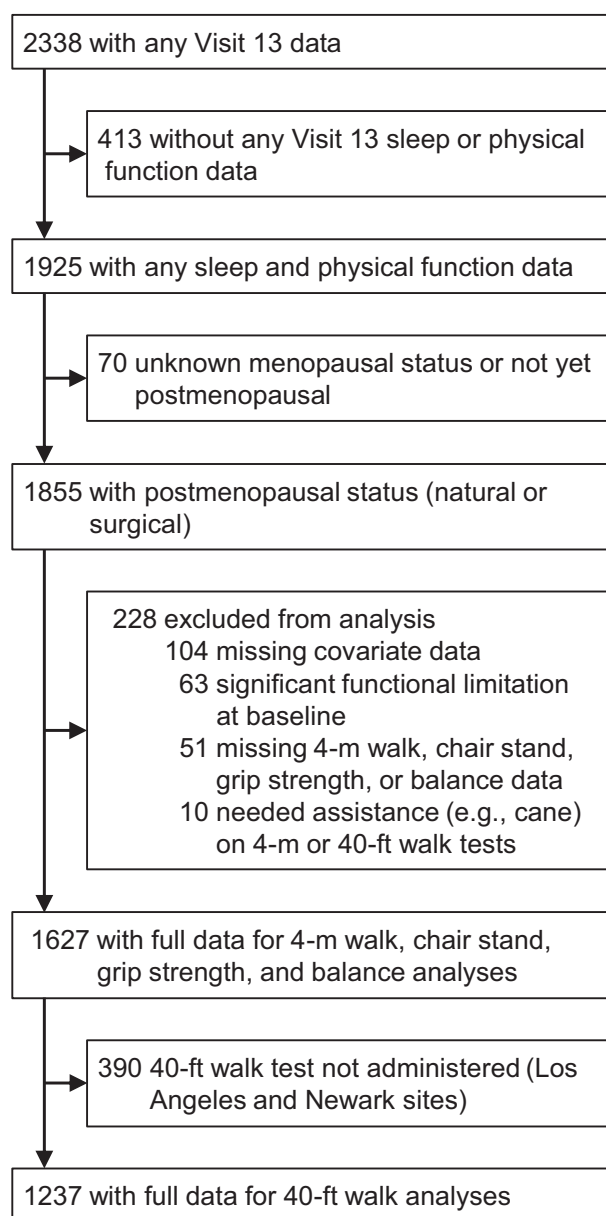 2338 with any Visit 13 data
413 without any Visit 13 sleep or physical
function data
1925 with any sleep and physical function data
70 unknown menopausal status or not yet
postmenopausal
1855 with postmenopausal status (natural or
surgical)
228 excluded from analysis
104 missing covariate data
63 significant functional limitation
at baseline
51 missing 4-m walk, chair stand,
grip strength, or balance data
10 needed assistance (e.g., cane)
on 4-m or 40-ft walk tests
1627 with full data for 4-m walk, chair stand,
grip strength, and balance analyses
390 40-ft walk test not administered (Los
Angeles and Newark sites)
1237 with full data for 40-ft walk analyses